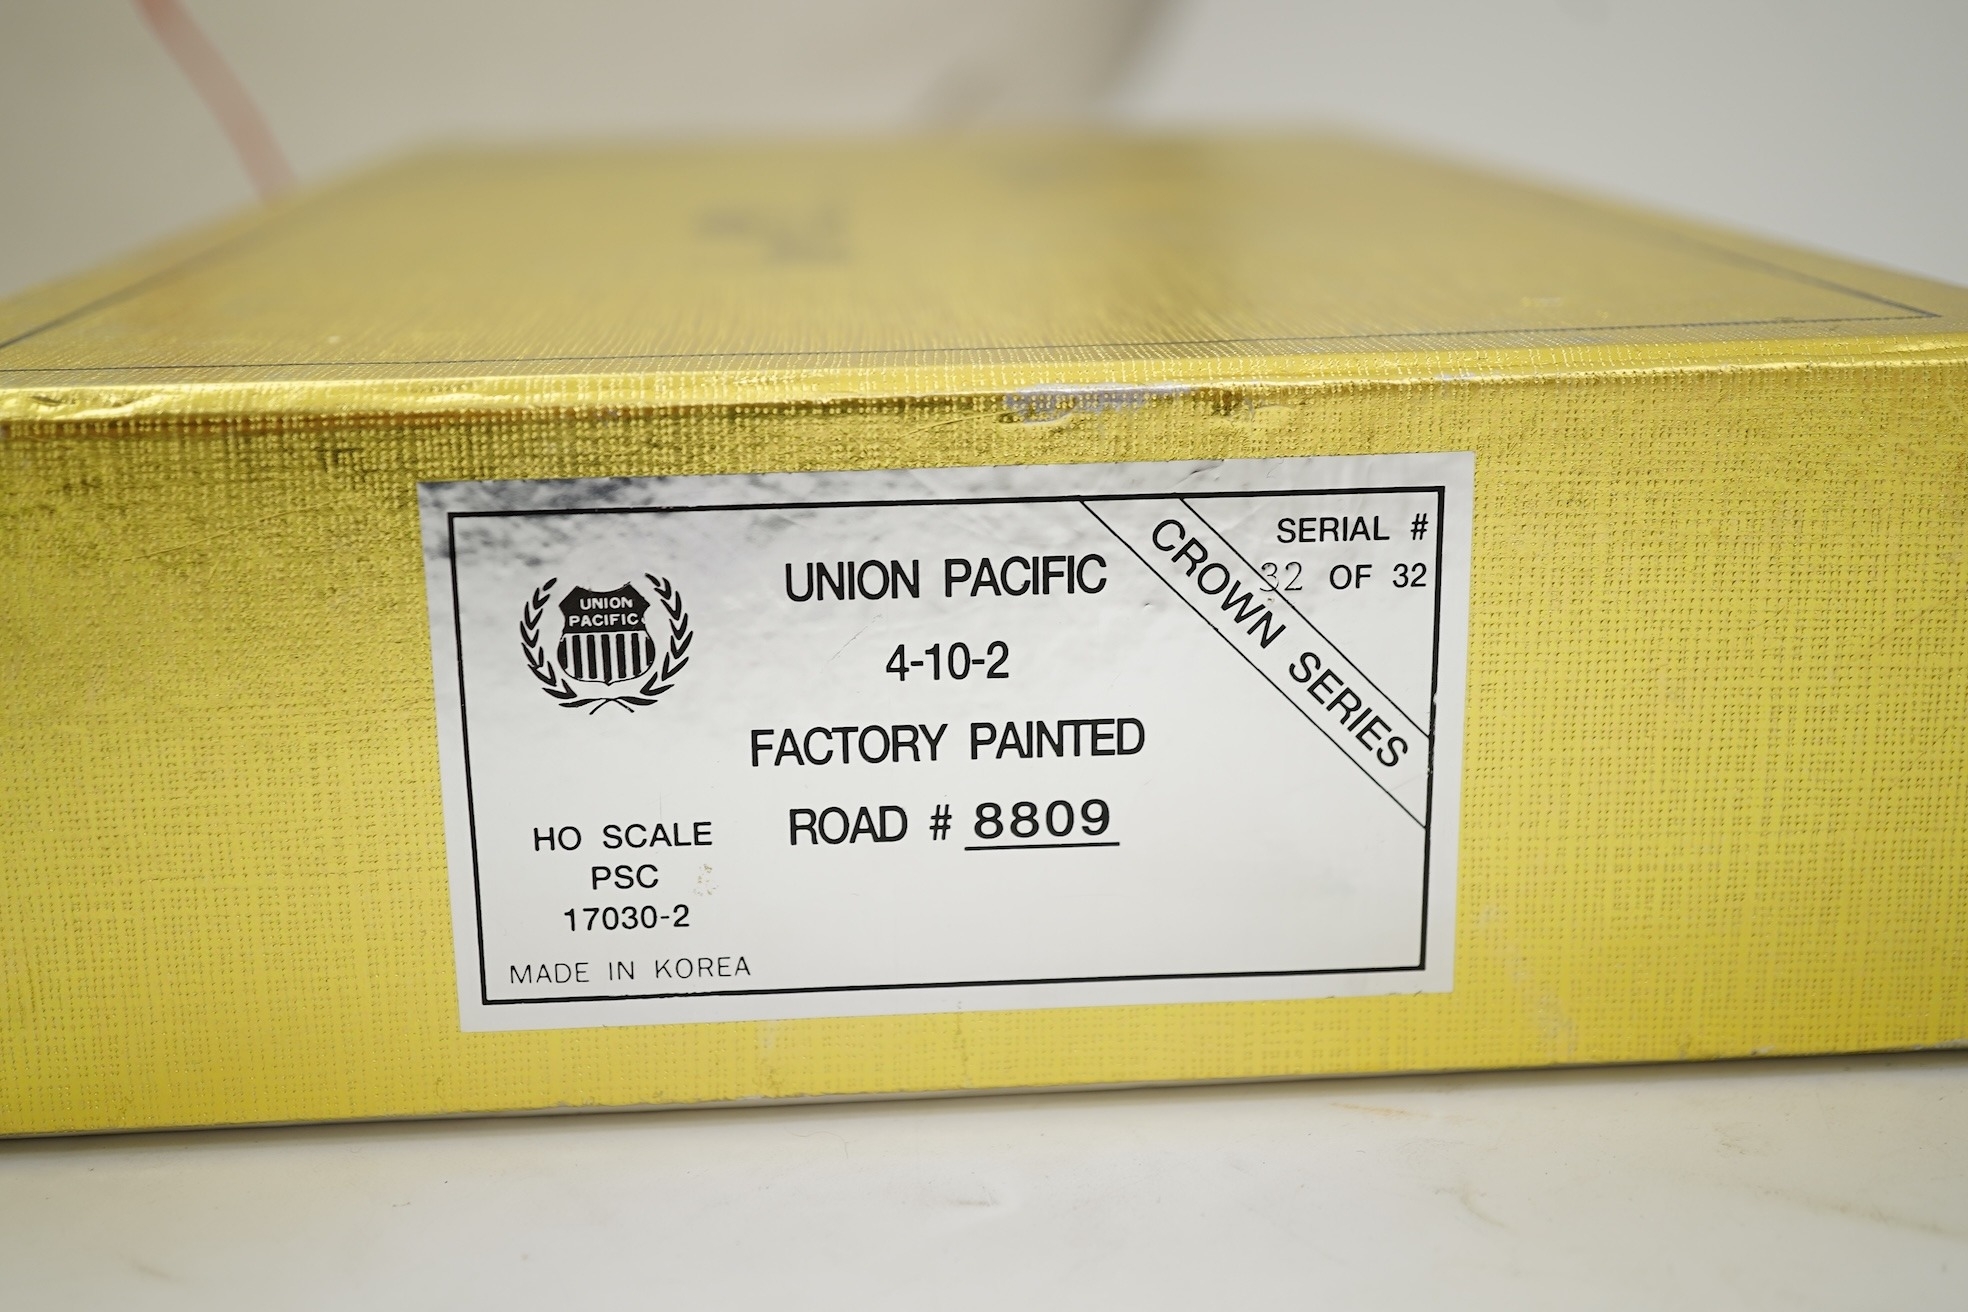 UNION PACIFIC
4-10-2
FACTORY PAINTED
ROAD # 8809
CROWN SERIES
SERIAL #
32 OF 32
UNION
PACIFIC
HO SCALE
PSC
17030-2
MADE IN KOREA